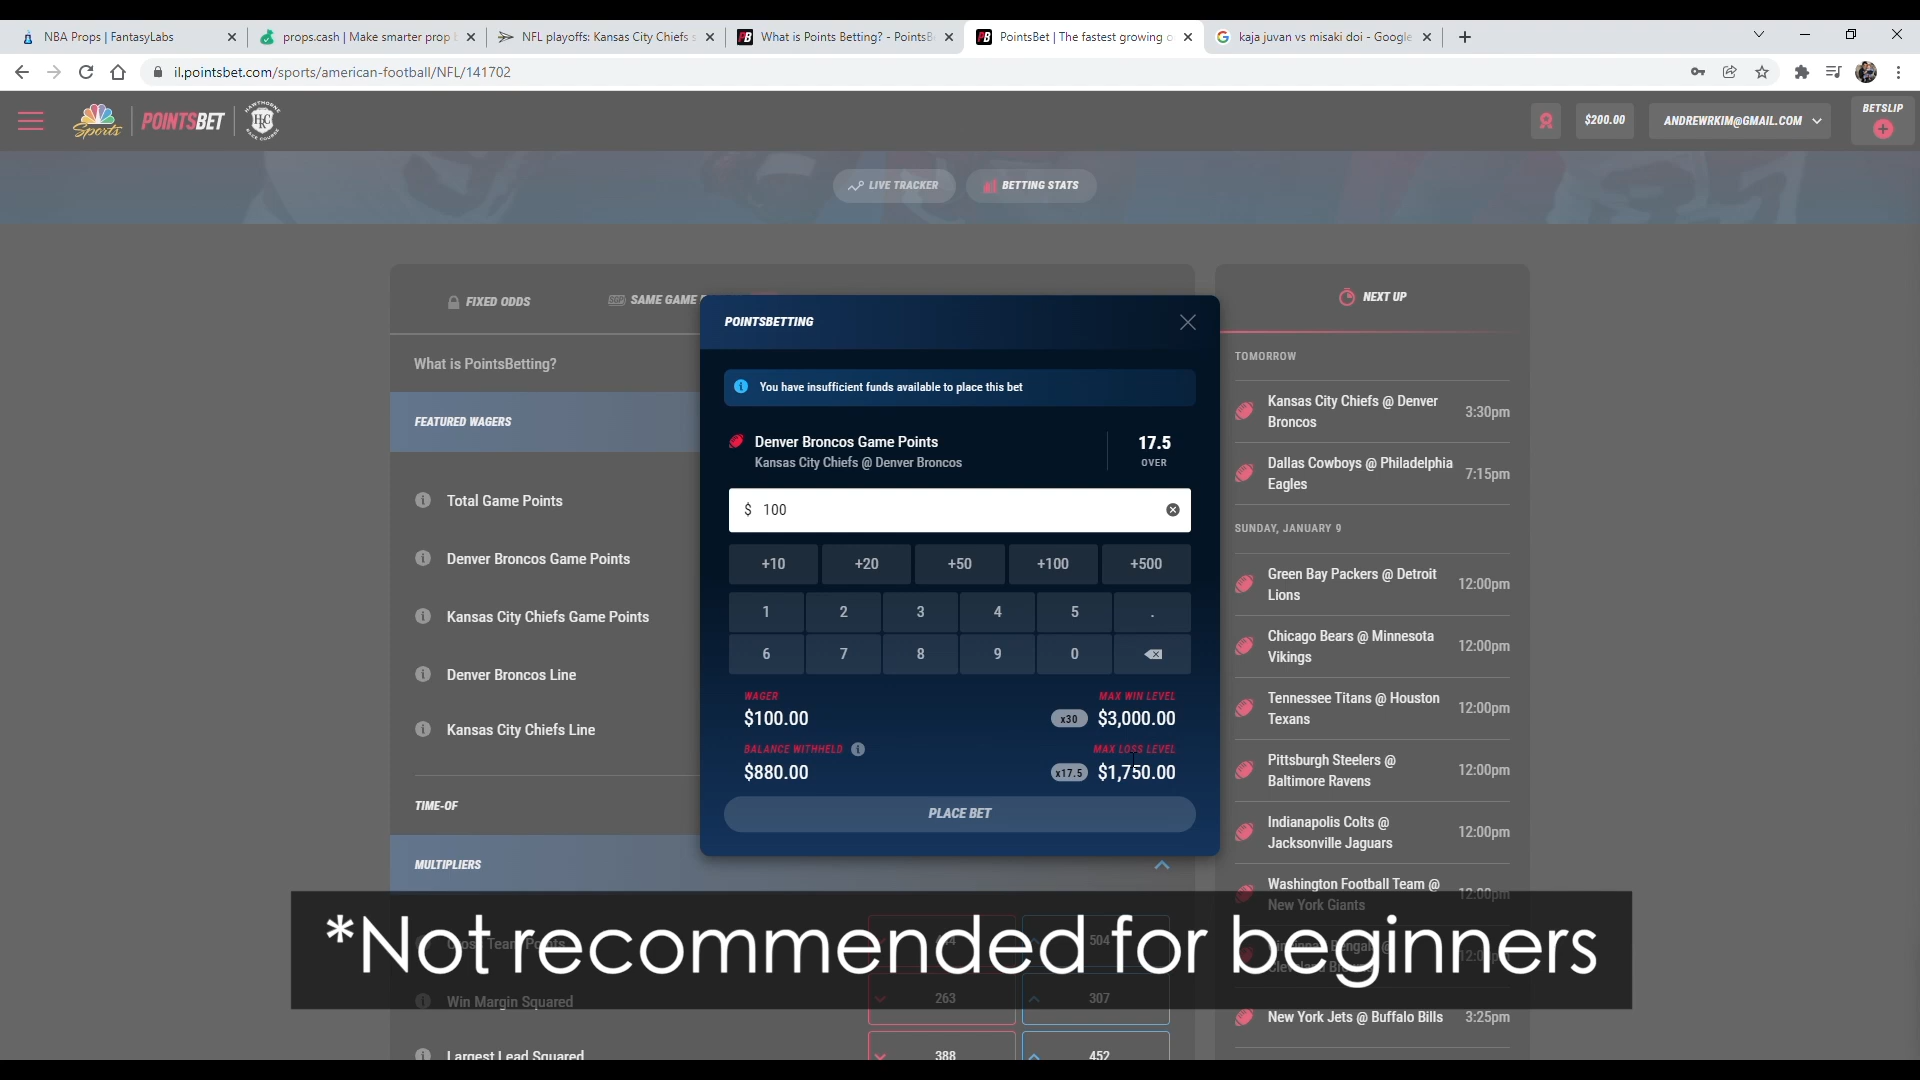 NBA Props | FantasyLabs
props.cash | Make smarter prop
NFL playoffs: Kansas City Chiefs
What is Points Betting? - PointsB
PointsBet | The fastest growing
kaja juvan vs misaki doi - Google
il.pointsbet.com/sports/american-football/NFL/141702
Sports
POINTSBET
HAWTHORNE
HRC
RACE COURSE
$200.00
ANDREWRKIM@GMAIL.COM
BETSLIP
LIVE TRACKER
BETTING STATS
FIXED ODDS
SAME GAME
What is PointsBetting?
FEATURED WAGERS
Total Game Points
Denver Broncos Game Points
Kansas City Chiefs Game Points
Denver Broncos Line
Kansas City Chiefs Line
TIME-OF
MULTIPLIERS
POINTSBETTING
You have insufficient funds available to place this bet
Denver Broncos Game Points
Kansas City Chiefs @ Denver Broncos
17.5
OVER
$ 100
+10 +20 +50 +100 +500
1 2 3 4 5 .
6 7 8 9 0
WAGER
$100.00
MAX WIN LEVEL
x30 $3,000.00
BALANCE WITHHELD
$880.00
MAX LOSS LEVEL
x17.5 $1,750.00
PLACE BET
NEXT UP
TOMORROW
Kansas City Chiefs @ Denver
Broncos
3:30pm
Dallas Cowboys @ Philadelphia
Eagles
7:15pm
SUNDAY, JANUARY 9
Green Bay Packers @ Detroit
Lions
12:00pm
Chicago Bears @ Minnesota
Vikings
12:00pm
Tennessee Titans @ Houston
Texans
12:00pm
Pittsburgh Steelers @
Baltimore Ravens
12:00pm
Indianapolis Colts @
Jacksonville Jaguars
12:00pm
Washington Football Team @
New York Giants
12:00pm
New York Jets @ Buffalo Bills
3:25pm
*Not recommended for beginners
504
Win Margin Squared
263
307
Largest Lead Squared
388
452